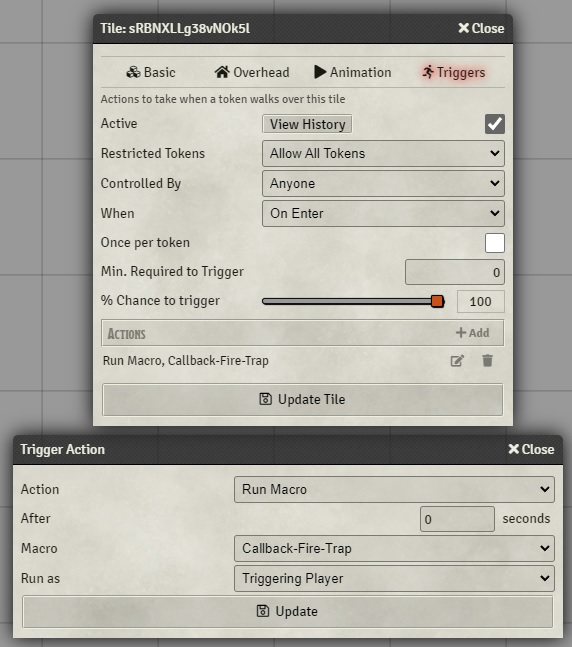 Tile: sRBNXLLg38vNOk5l Close
Basic Overhead Animation Triggers
Actions to take when a token walks over this tile
Active View History
Restricted Tokens Allow All Tokens
Controlled By Anyone
When On Enter
Once per token
Min. Required to Trigger 0
% Chance to trigger 100
Actions Add
Run Macro, Callback-Fire-Trap
Update Tile
Trigger Action Close
Action Run Macro
After 0 seconds
Macro Callback-Fire-Trap
Run as Triggering Player
Update